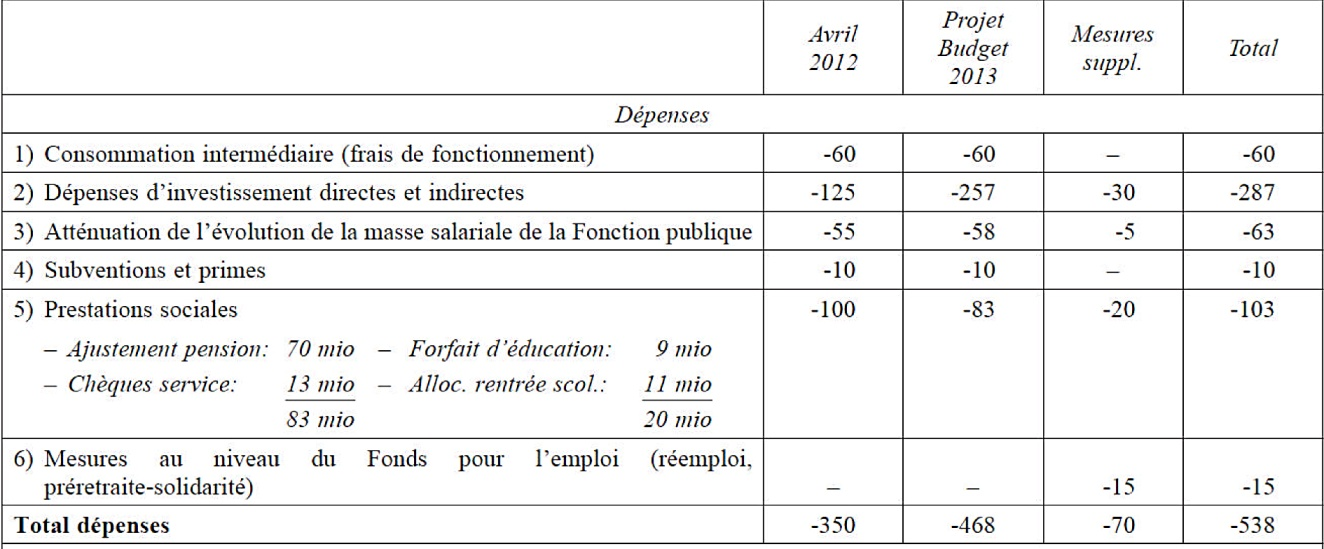 Avril 2012 Projet Budget 2013 Mesures suppl. Total
Dépenses
1) Consommation intermédiaire (frais de fonctionnement) -60 -60 – -60
2) Dépenses d’investissement directes et indirectes -125 -257 -30 -287
3) Atténuation de l’évolution de la masse salariale de la Fonction publique -55 -58 -5 -63
4) Subventions et primes -10 -10 – -10
5) Prestations sociales -100 -83 -20 -103
– Ajustement pension: 70 mio – Forfait d’éducation: 9 mio
– Chèques service: 13 mio – Alloc. rentrée scol.: 11 mio
83 mio 20 mio
6) Mesures au niveau du Fonds pour l’emploi (réemploi,
préretraite-solidarité) – – -15 -15
Total dépenses -350 -468 -70 -538